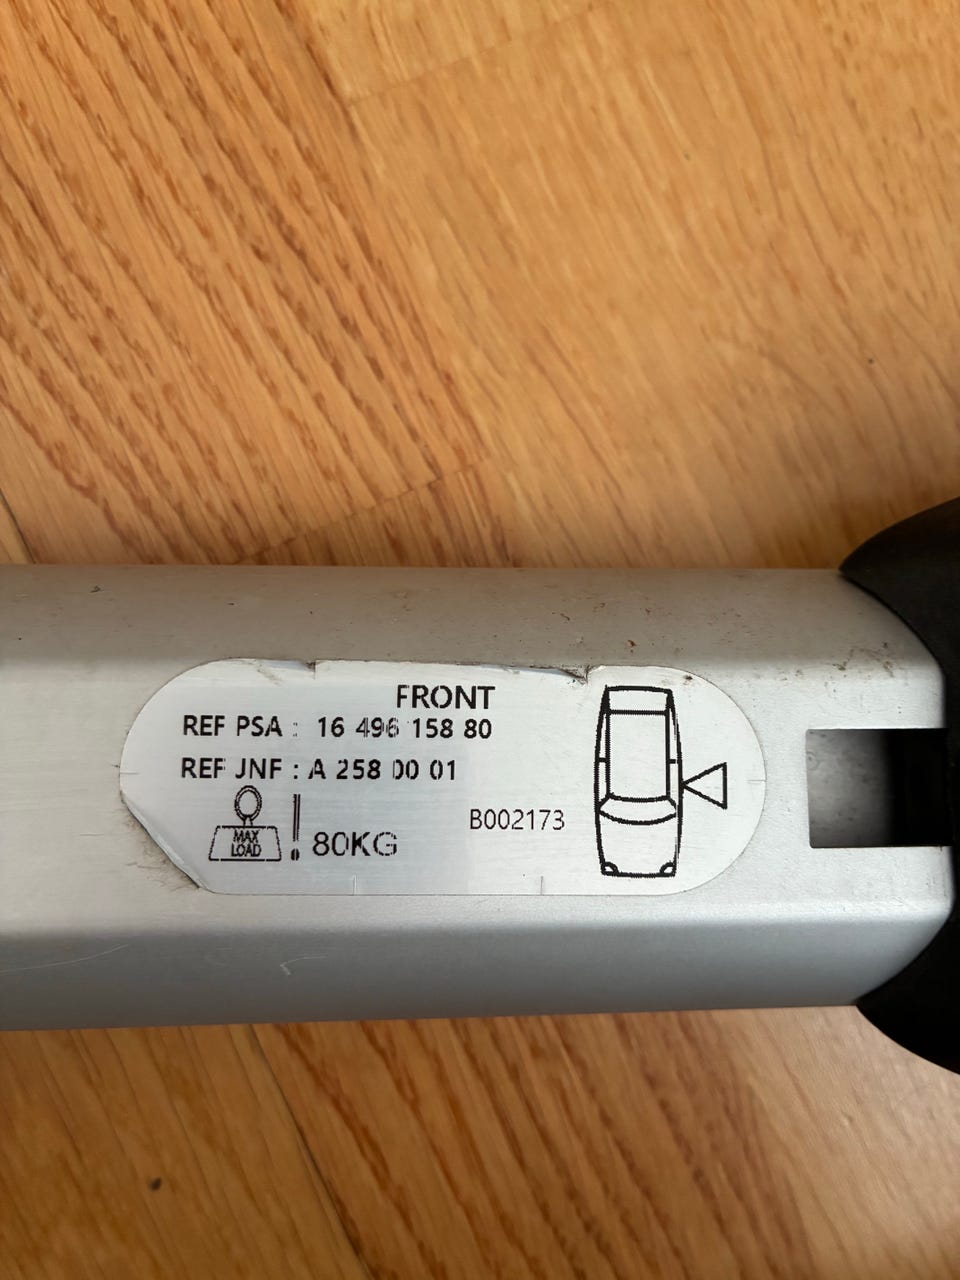 FRONT
REF PSA : 16 496 158 80
REF JNF : A 258 00 01
MAX
LOAD
! 80KG
B002173